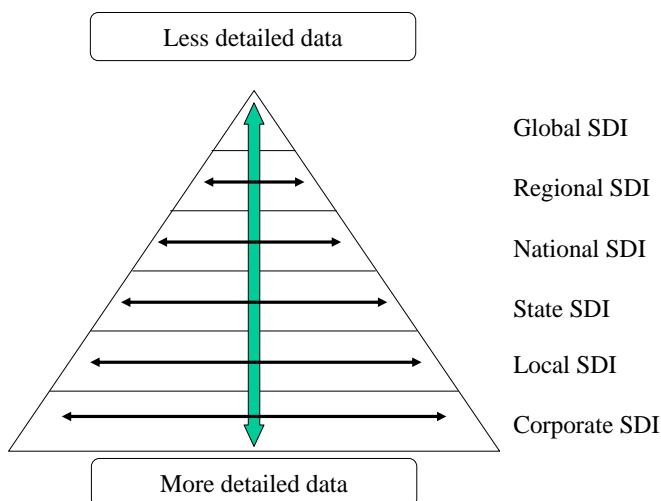 Less detailed data
Global SDI
Regional SDI
National SDI
State SDI
Local SDI
Corporate SDI
More detailed data